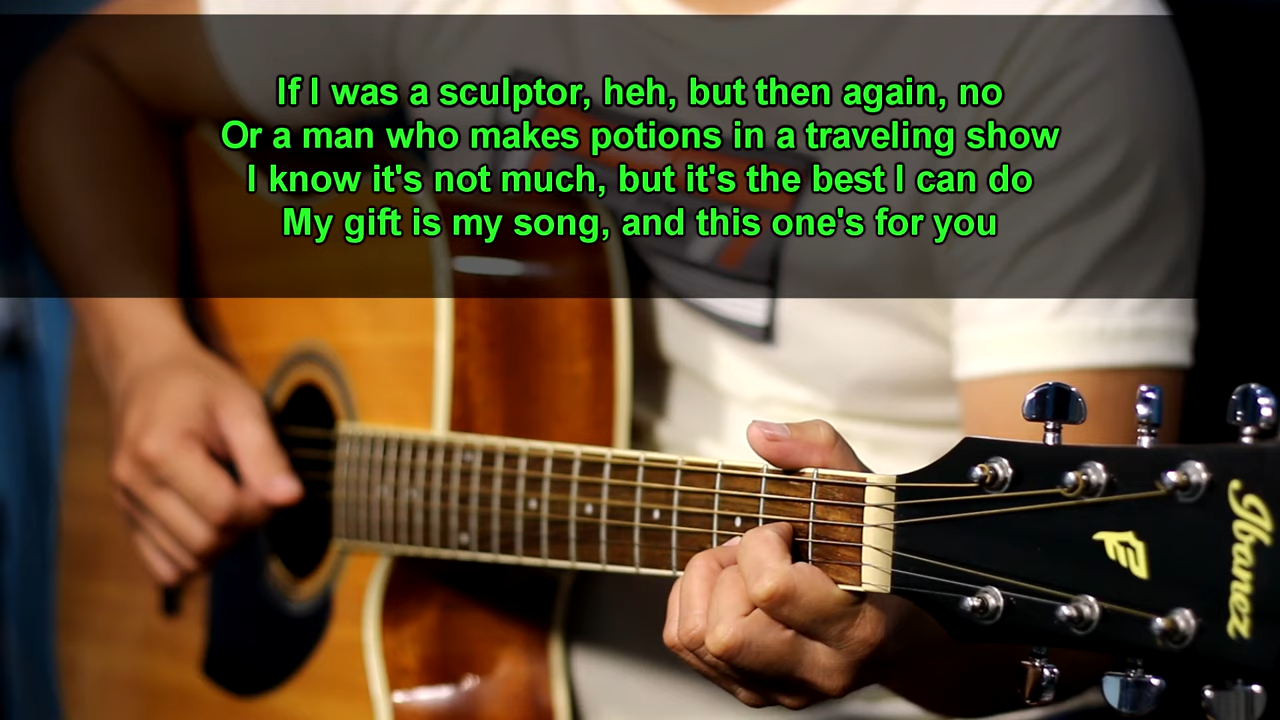 If I was a sculptor, heh, but then again, no
Or a man who makes potions in a traveling show
I know it's not much, but it's the best I can do
My gift is my song, and this one's for you
Ibanez